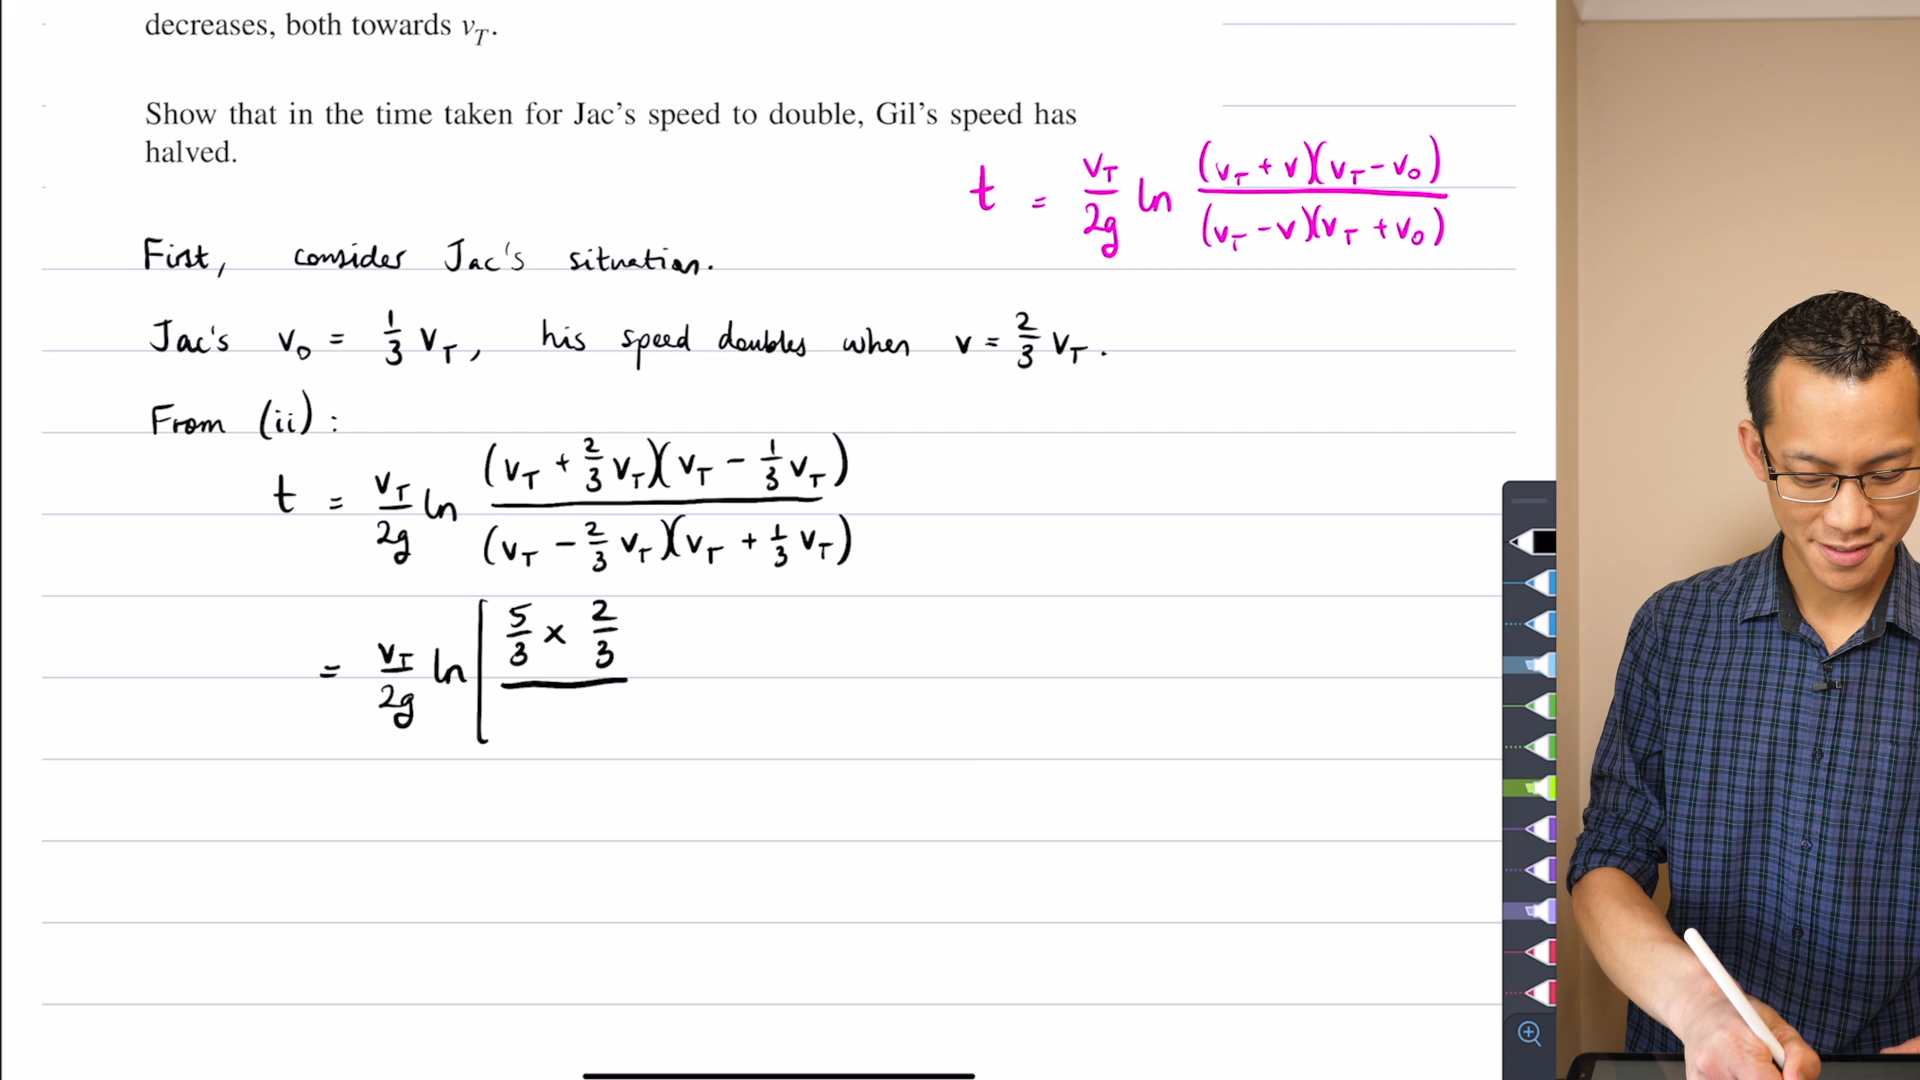 decreases, both towards v_T.
Show that in the time taken for Jac's speed to double, Gil's speed has
halved.
t = v_T/2g ln (v_T + v)(v_T - v_0)/(v_T - v)(v_T + v_0)
First, consider Jac's situation.
Jac's v_0 = 1/3 v_T, his speed doubles when v = 2/3 v_T.
From (ii):
t = v_T/2g ln (v_T + 2/3 v_T)(v_T - 1/3 v_T)/(v_T - 2/3 v_T)(v_T + 1/3 v_T)
= v_T/2g ln [5/3 × 2/3